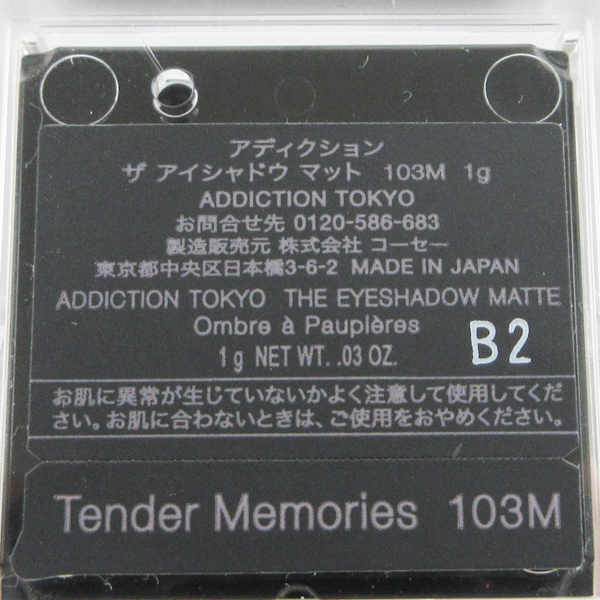 アディクション
ザ アイシャドウ マット 103M 1g
ADDICTION TOKYO
お問合せ先 0120-586-683
製造販売元 株式会社 コーセー
東京都中央区日本橋3-6-2 MADE IN JAPAN
ADDICTION TOKYO THE EYESHADOW MATTE
Ombre à Paupières
1 g NET WT. .03 OZ.
B2
お肌に異常が生じていないかよく注意して使用してくだ
さい。お肌に合わないときは、ご使用をおやめください。
Tender Memories 103M